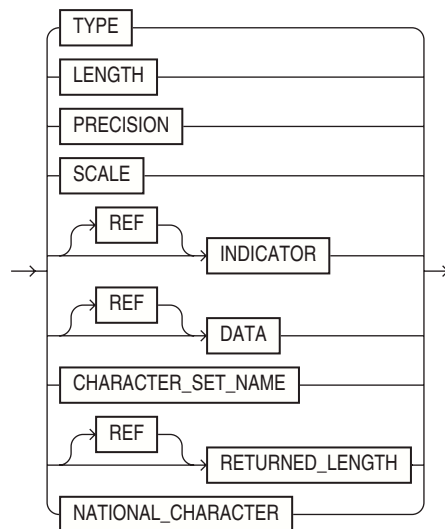 TYPE
LENGTH
PRECISION
SCALE
REF
INDICATOR
REF
DATA
CHARACTER_SET_NAME
REF
RETURNED_LENGTH
NATIONAL_CHARACTER